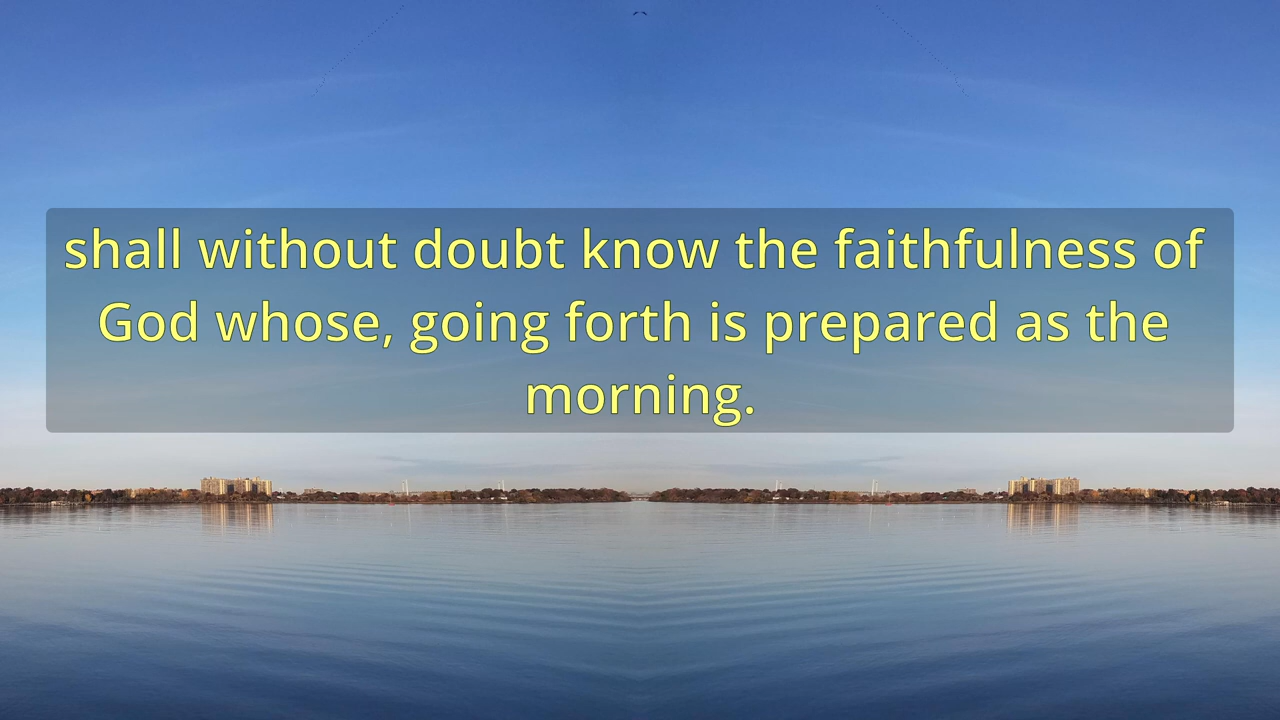 shall without doubt know the faithfulness of
God whose, going forth is prepared as the
morning.